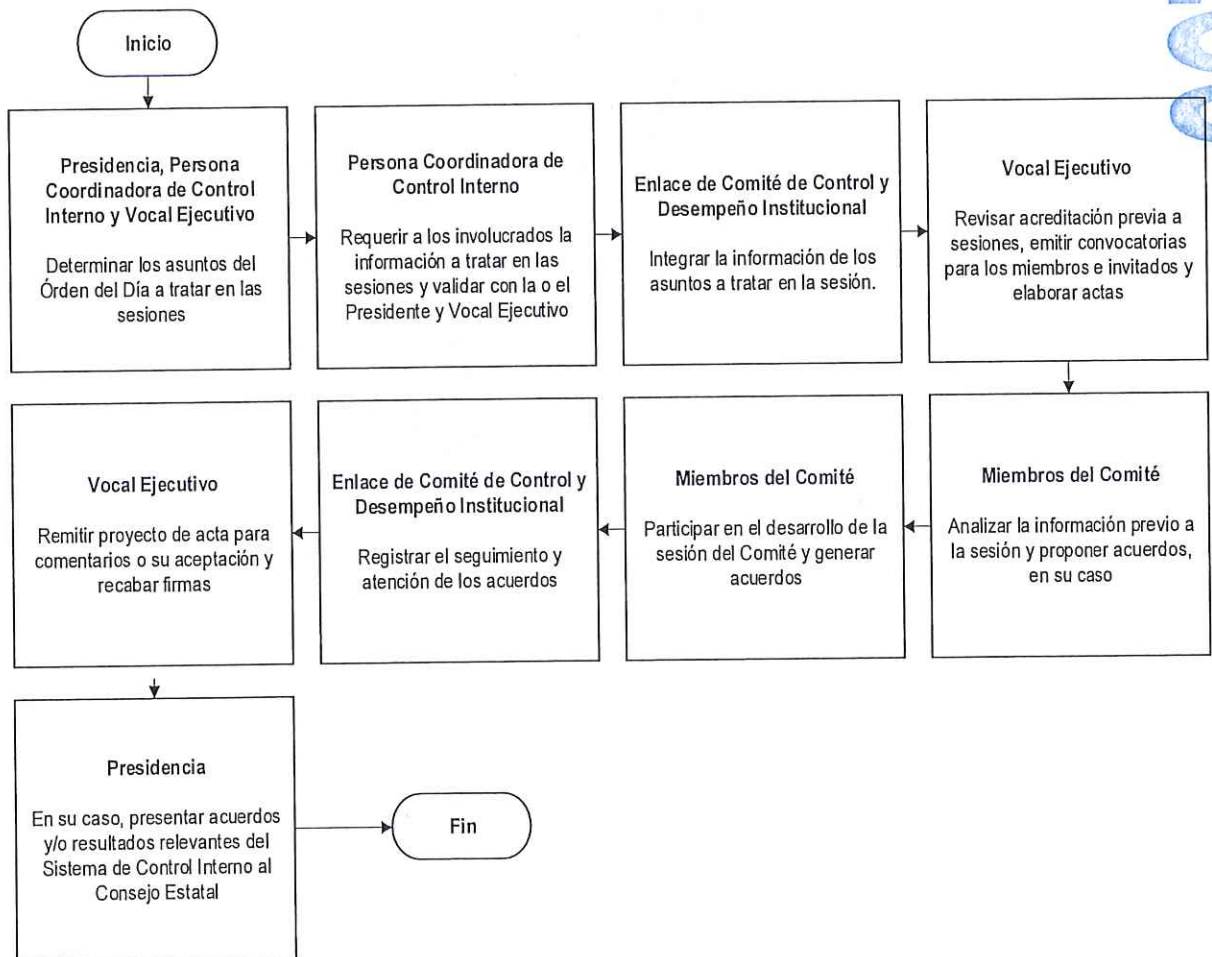 Inicio
Presidencia, Persona
Coordinadora de Control
Interno y Vocal Ejecutivo
Determinar los asuntos del
Órden del Día a tratar en las
sesiones
Persona Coordinadora de
Control Interno
Requerir a los involucrados la
información a tratar en las
sesiones y validar con la o el
Presidente y Vocal Ejecutivo
Enlace de Comité de Control y
Desempeño Institucional
Integrar la información de los
asuntos a tratar en la sesión.
Vocal Ejecutivo
Revisar acreditación previa a
sesiones, emitir convocatorias
para los miembros e invitados y
elaborar actas
Miembros del Comité
Analizar la información previo a
la sesión y proponer acuerdos,
en su caso
Miembros del Comité
Participar en el desarrollo de la
sesión del Comité y generar
acuerdos
Enlace de Comité de Control y
Desempeño Institucional
Registrar el seguimiento y
atención de los acuerdos
Vocal Ejecutivo
Remitir proyecto de acta para
comentarios o su aceptación y
recabar firmas
Presidencia
En su caso, presentar acuerdos
y/o resultados relevantes del
Sistema de Control Interno al
Consejo Estatal
Fin